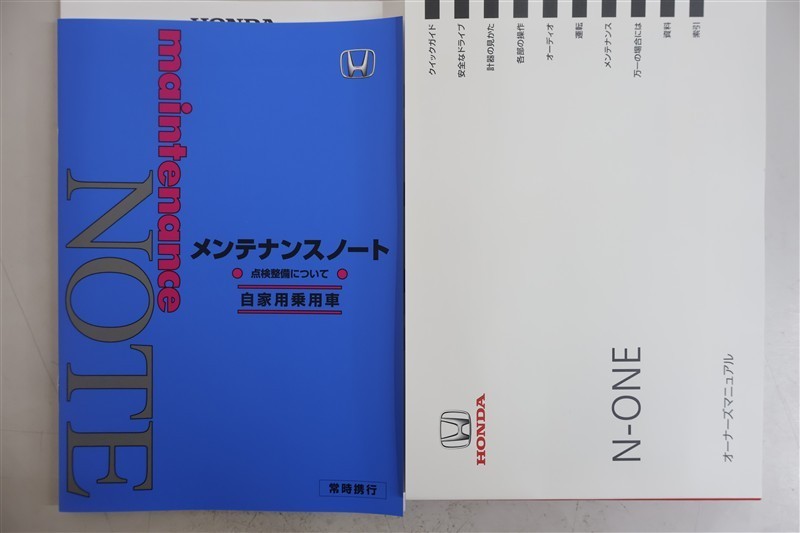 HONDA
maintenance
NOTE
メンテナンスノート
点検整備について
自家用乗用車
常時携行
クイックガイド
安全なドライブ
計器の見かた
各部の操作
オーディオ
運転
メンテナンス
万一の場合には
資料
索引
HONDA
N-ONE
オーナーズマニュアル